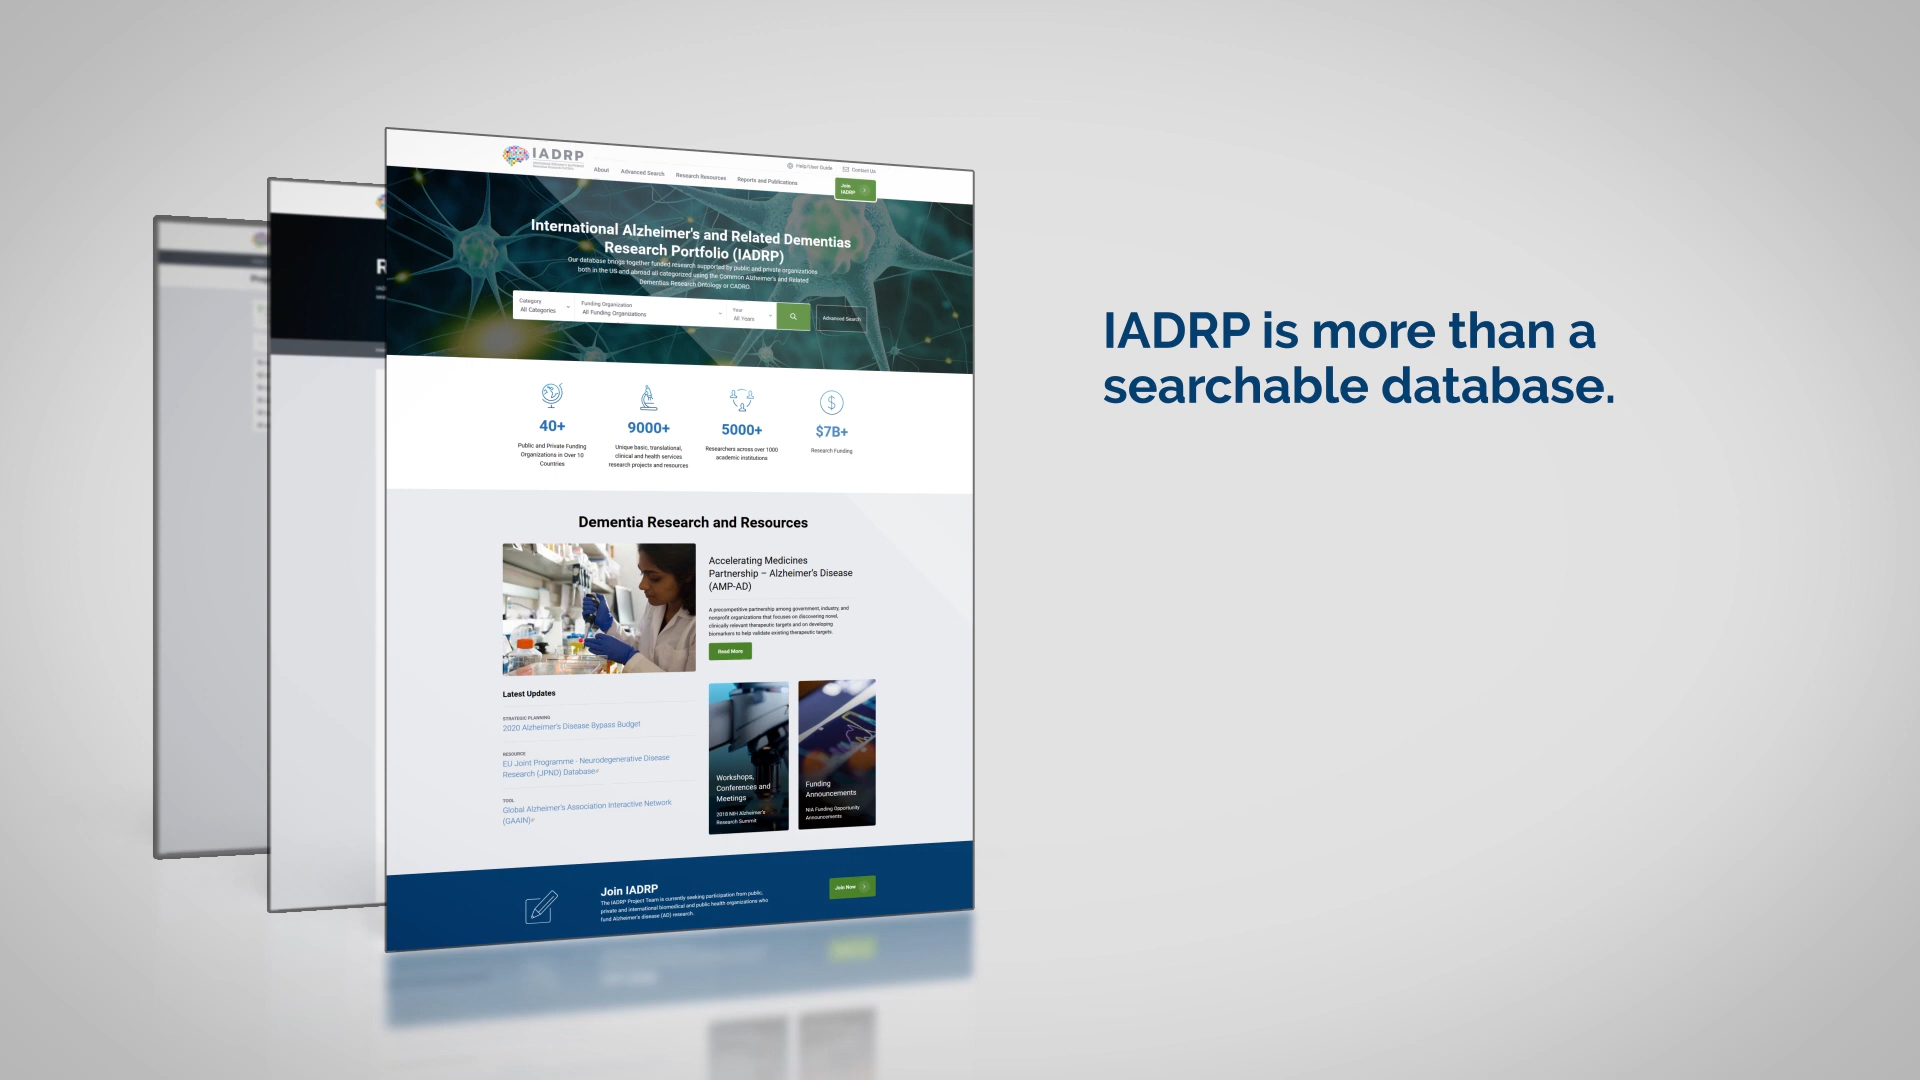 IADRP
About
Advanced Search
Research Resources
Reports and Publications
Help/User Guide
Contact Us
Join
IADRP
International Alzheimer's and Related Dementias
Research Portfolio (IADRP)
Our database brings together funded research supported by public and private organizations
both in the US and abroad all categorized using the Common Alzheimer's and Related
Dementias Research Ontology or CADRO.
Category
All Categories
Funding Organization
All Funding Organizations
Year
All Years
Advanced Search
40+
Public and Private Funding
Organizations in Over 10
Countries
9000+
Unique basic, translational,
clinical and health services
research projects and resources
5000+
Researchers across over 1000
academic institutions
$7B+
Research Funding
Dementia Research and Resources
Accelerating Medicines
Partnership – Alzheimer's Disease
(AMP-AD)
A precompetitive partnership among government, industry, and
nonprofit organizations that focuses on discovering novel,
clinically relevant therapeutic targets and on developing
biomarkers to help validate existing therapeutic targets.
Read More
Latest Updates
STRATEGIC PLANNING
2020 Alzheimer's Disease Bypass Budget
RESOURCE
EU Joint Programme - Neurodegenerative Disease
Research (JPND) Database
TOOL
Global Alzheimer's Association Interactive Network
(GAAIN)
Workshops,
Conferences and
Meetings
2018 NIH Alzheimer's
Research Summit
Funding
Announcements
NIA Funding Opportunity
Announcements
Join IADRP
The IADRP Project Team is currently seeking participation from public,
private and international biomedical and public health organizations who
fund Alzheimer's disease (AD) research.
Join Now
IADRP is more than a
searchable database.